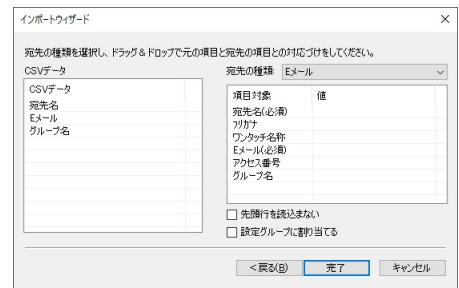 インポートウィザード
宛先の種類を選択し、ドラッグ＆ドロップで元の項目と宛先の項目との対応づけをしてください。
CSVデータ
CSVデータ
宛先名
Eメール
グループ名
宛先の種類 Eメール
項目対象 値
宛先名(必須)
フリガナ
ワンタッチ名称
Eメール(必須)
アクセス番号
グループ名
先頭行を読込まない
設定グループに割り当てる
<戻る(B) 完了 キャンセル